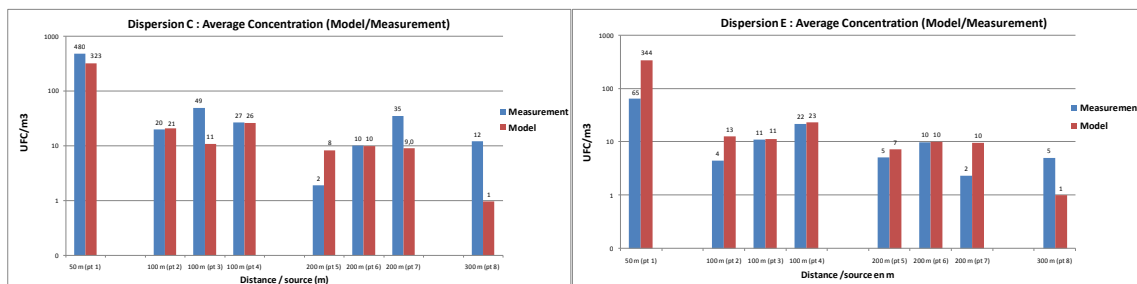 Dispersion C : Average Concentration (Model/Measurement)
UFC/m3
1000
100
10
1
0
480
323
20
21
49
11
27
26
2
8
10
10
35
9,0
12
1
Measurement
Model
50 m (pt 1)
100 m (pt 2)
100 m (pt 3)
100 m (pt 4)
200 m (pt 5)
200 m (pt 6)
200 m (pt 7)
300 m (pt 8)
Distance / source (m)
Dispersion E : Average Concentration (Model/Measurement)
UFC/m3
1000
100
10
1
0
65
344
4
13
11
11
22
23
5
7
10
10
2
10
5
1
Measuremen
Model
50 m (pt 1)
100 m (pt 2)
100 m (pt 3)
100 m (pt 4)
200 m (pt 5)
200 m (pt 6)
200 m (pt 7)
300 m (pt 8)
Distance /source en m